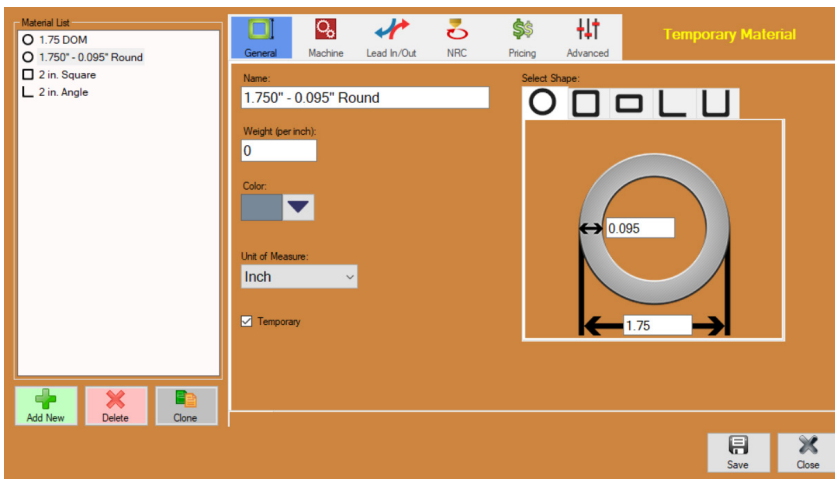 Material List
1.75 DOM
1.750" - 0.095" Round
2 in. Square
2 in. Angle
Add New
Delete
Clone
General
Machine
Lead In/Out
NRC
Pricing
Advanced
Temporary Material
Name:
1.750" - 0.095" Round
Weight (per inch):
0
Color:
Unit of Measure:
Inch
Temporary
Select Shape:
0.095
1.75
Save
Close